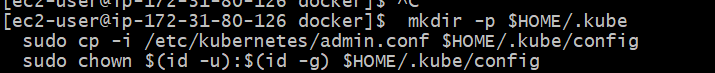 [ec2-user@ip-172-31-80-126 docker]$ ^C
[ec2-user@ip-172-31-80-126 docker]$  mkdir -p $HOME/.kube
  sudo cp -i /etc/kubernetes/admin.conf $HOME/.kube/config
  sudo chown $(id -u):$(id -g) $HOME/.kube/config